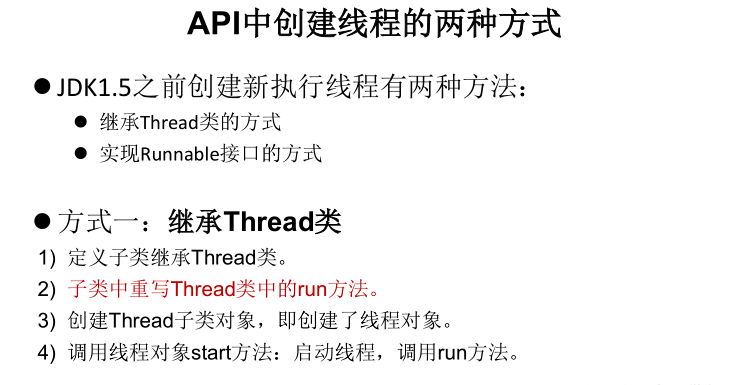 API中创建线程的两种方式
●JDK1.5之前创建新执行线程有两种方法：
● 继承Thread类的方式
● 实现Runnable接口的方式
●方式一：继承Thread类
1) 定义子类继承Thread类。
2) 子类中重写Thread类中的run方法。
3) 创建Thread子类对象，即创建了线程对象。
4) 调用线程对象start方法：启动线程，调用run方法。